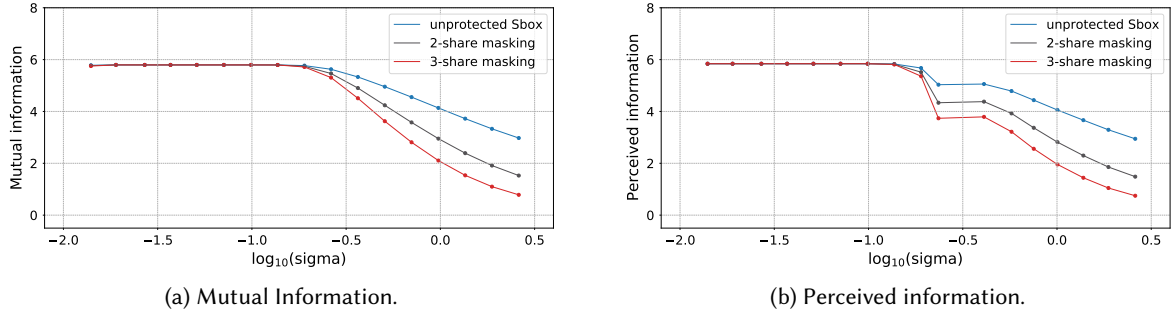 8
6
4
2
0
Mutual information
−2.0 −1.5 −1.0 −0.5 0.0 0.5
log10(sigma)
unprotected Sbox
2-share masking
3-share masking
(a) Mutual Information.
8
6
4
2
0
Perceived information
−2.0 −1.5 −1.0 −0.5 0.0 0.5
log10(sigma)
unprotected Sbox
2-share masking
3-share masking
(b) Perceived information.